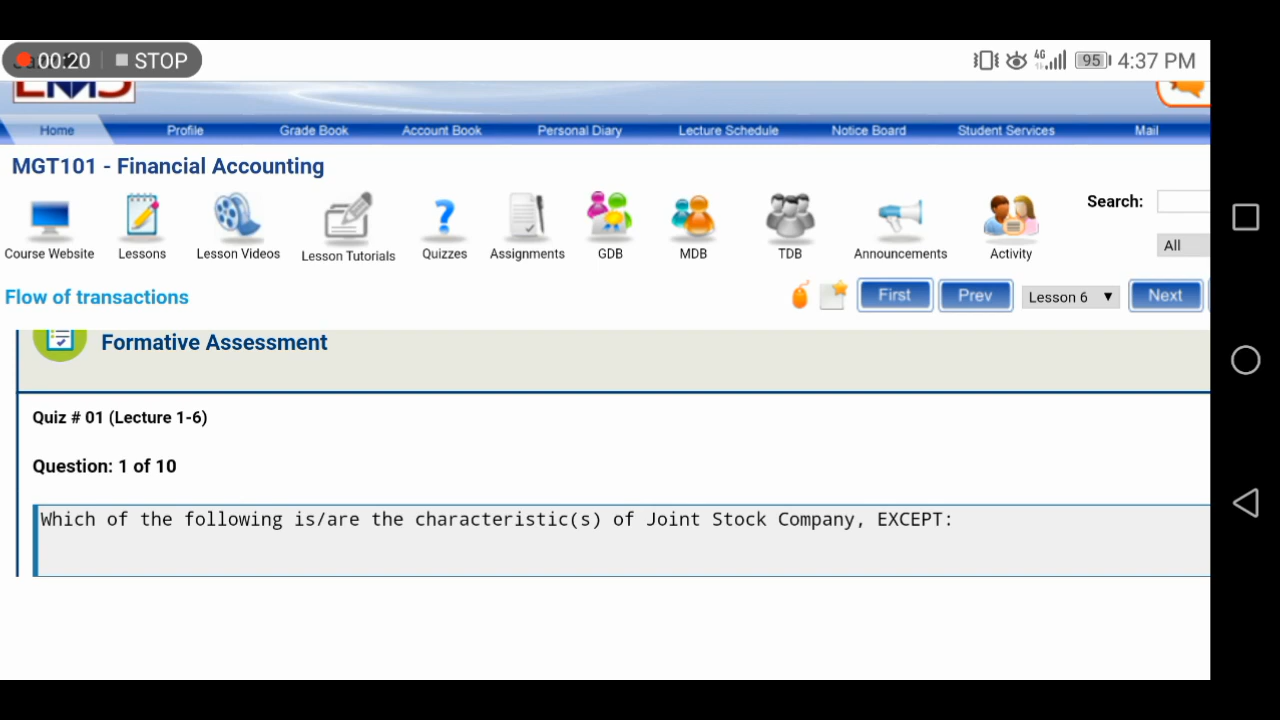 00:20 STOP
4G 95 4:37 PM
LMS
Home Profile Grade Book Account Book Personal Diary Lecture Schedule Notice Board Student Services Mail
MGT101 - Financial Accounting
Search:
Course Website Lessons Lesson Videos Lesson Tutorials Quizzes Assignments GDB MDB TDB Announcements Activity
All
Flow of transactions
First Prev Lesson 6 Next
Formative Assessment
Quiz # 01 (Lecture 1-6)
Question: 1 of 10
Which of the following is/are the characteristic(s) of Joint Stock Company, EXCEPT: